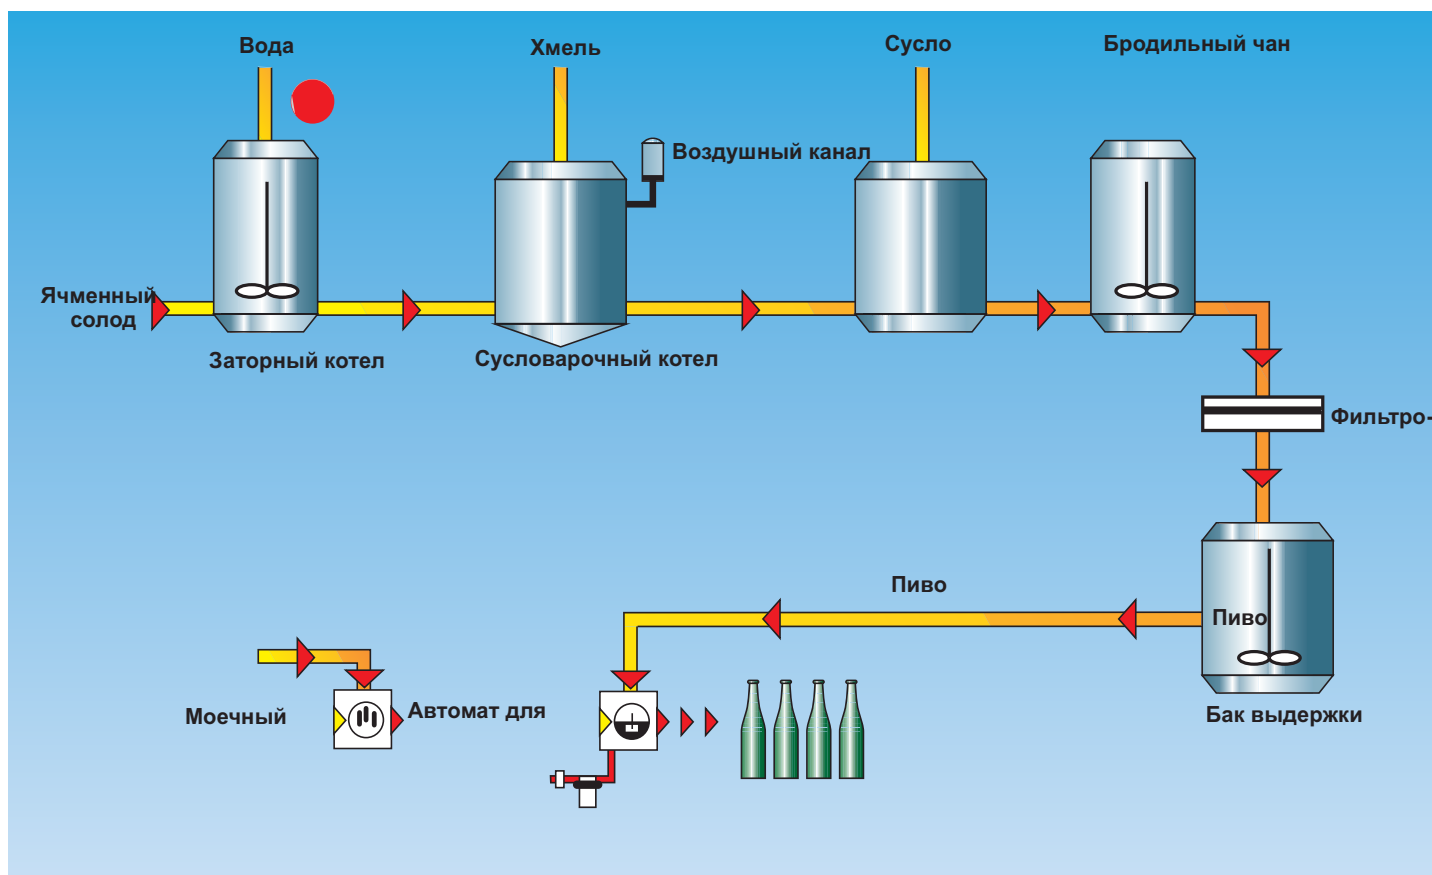 Вода
Хмель
Сусло
Бродильный чан
Воздушный канал
Ячменный
солод
Заторный котел
Сусловарочный котел
Фильтро-
Пиво
Пиво
Моечный
Автомат для
Бак выдержки